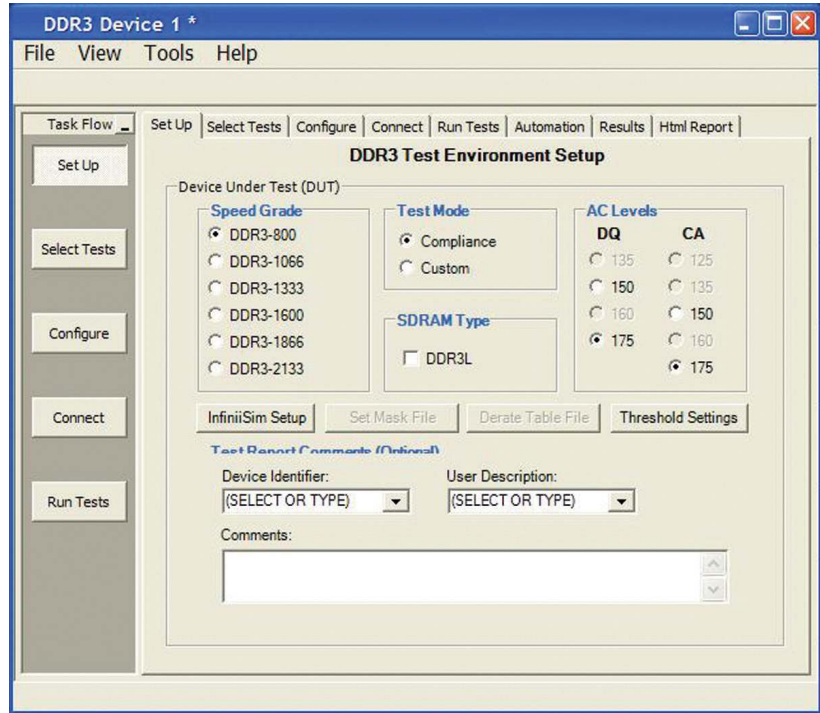 DDR3 Device 1 *
File View Tools Help
Task Flow
Set Up
Select Tests
Configure
Connect
Run Tests
Set Up Select Tests Configure Connect Run Tests Automation Results Html Report
DDR3 Test Environment Setup
Device Under Test (DUT)
Speed Grade
DDR3-800
DDR3-1066
DDR3-1333
DDR3-1600
DDR3-1866
DDR3-2133
Test Mode
Compliance
Custom
SDRAM Type
DDR3L
AC Levels
DQ CA
135 125
150 135
160 150
175 160
175
InfiniiSim Setup Set Mask File Derate Table File Threshold Settings
Test Report Comments (Optional)
Device Identifier: User Description:
(SELECT OR TYPE) (SELECT OR TYPE)
Comments: